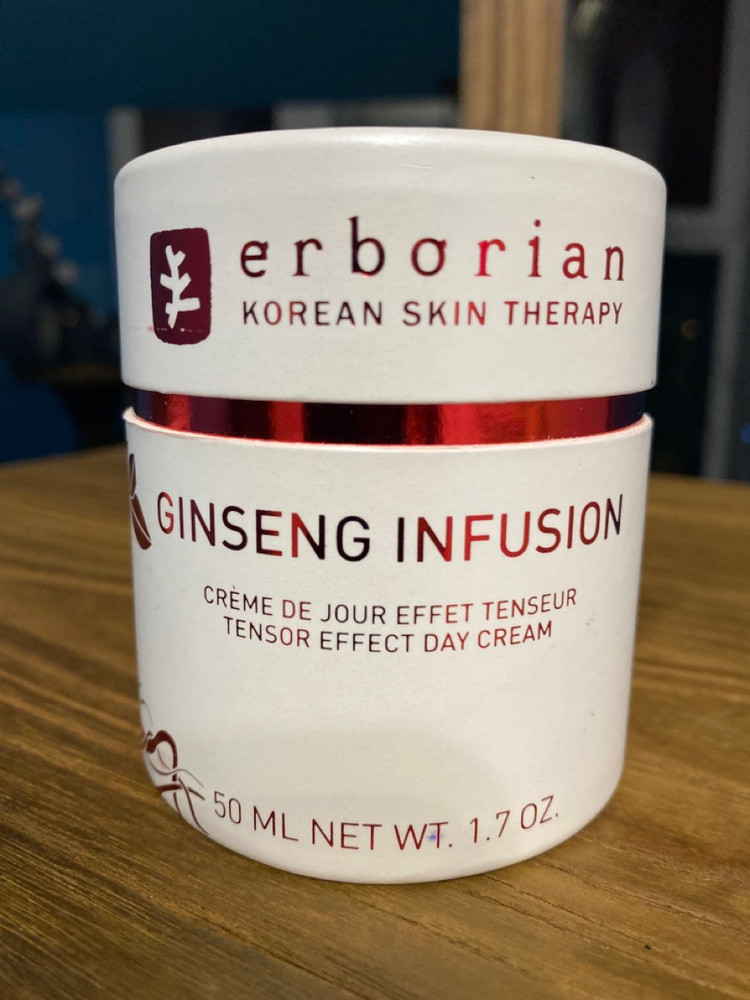 erborian
KOREAN SKIN THERAPY
GINSENG INFUSION
CRÈME DE JOUR EFFET TENSEUR
TENSOR EFFECT DAY CREAM
50 ML NET WT. 1.7 OZ.